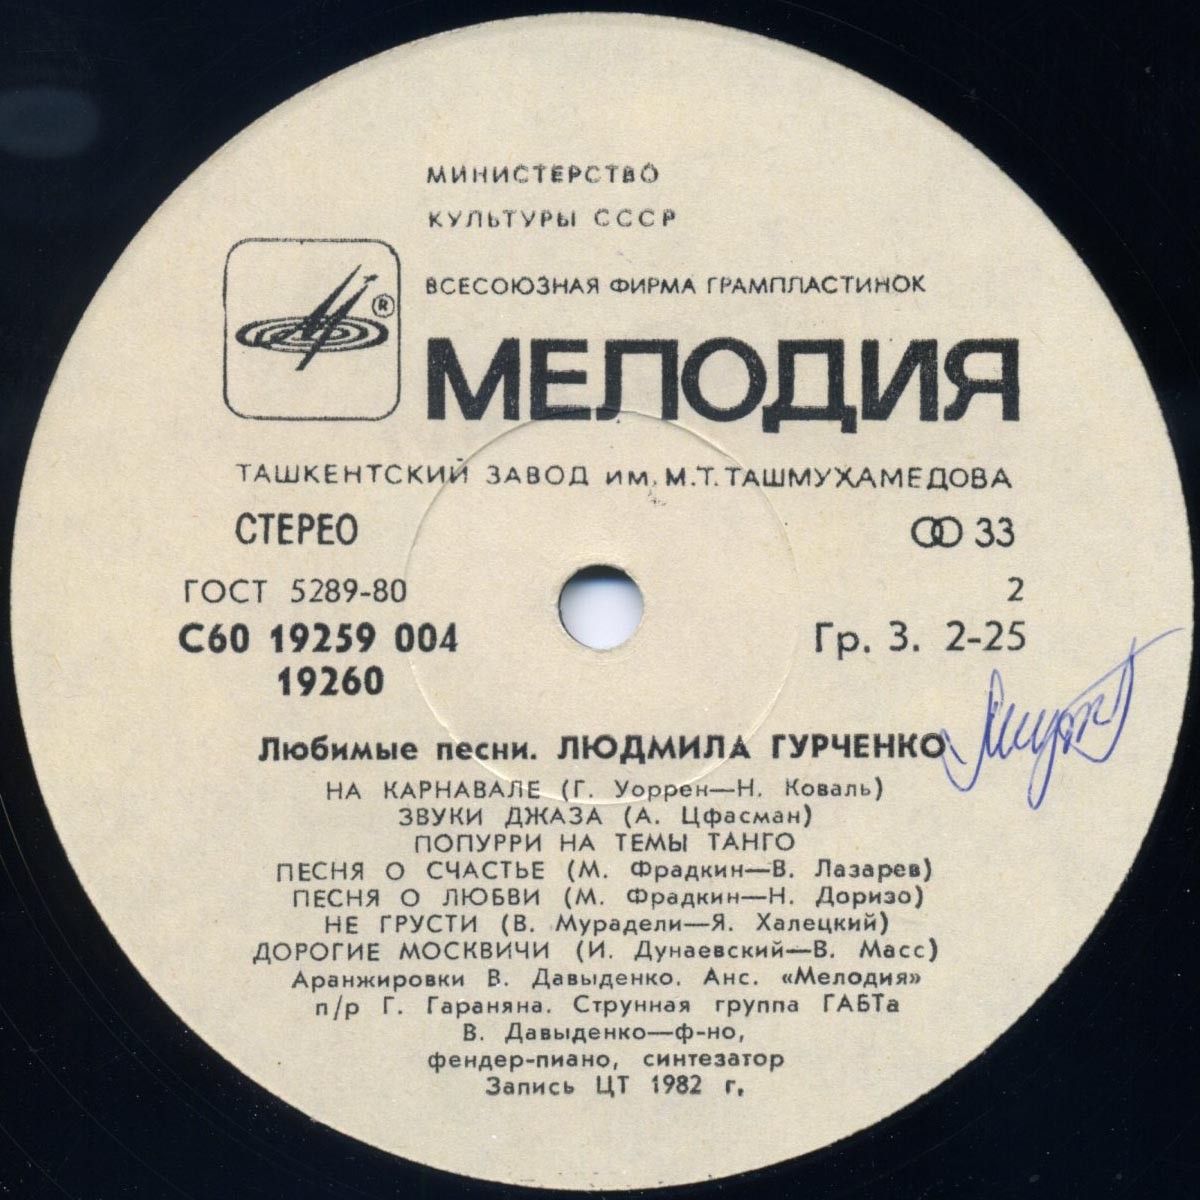 МИНИСТЕРСТВО
КУЛЬТУРЫ СССР
ВСЕСОЮЗНАЯ ФИРМА ГРАМПЛАСТИНОК
®
МЕЛОДИЯ
ТАШКЕНТСКИЙ ЗАВОД им. М.Т. ТАШМУХАМЕДОВА
СТЕРЕО 33
ГОСТ 5289-80 2
С60 19259 004 Гр. 3. 2-25
19260
Любимые песни. ЛЮДМИЛА ГУРЧЕНКО
НА КАРНАВАЛЕ (Г. Уоррен—Н. Коваль)
ЗВУКИ ДЖАЗА (А. Цфасман)
ПОПУРРИ НА ТЕМЫ ТАНГО
ПЕСНЯ О СЧАСТЬЕ (М. Фрадкин—В. Лазарев)
ПЕСНЯ О ЛЮБВИ (М. Фрадкин—Н. Доризо)
НЕ ГРУСТИ (В. Мурадели—Я. Халецкий)
ДОРОГИЕ МОСКВИЧИ (И. Дунаевский—В. Масс)
Аранжировки В. Давыденко. Анс. «Мелодия»
п/р Г. Гараняна. Струнная группа ГАБТа
В. Давыденко—ф-но,
фендер-пиано, синтезатор
Запись ЦТ 1982 г.